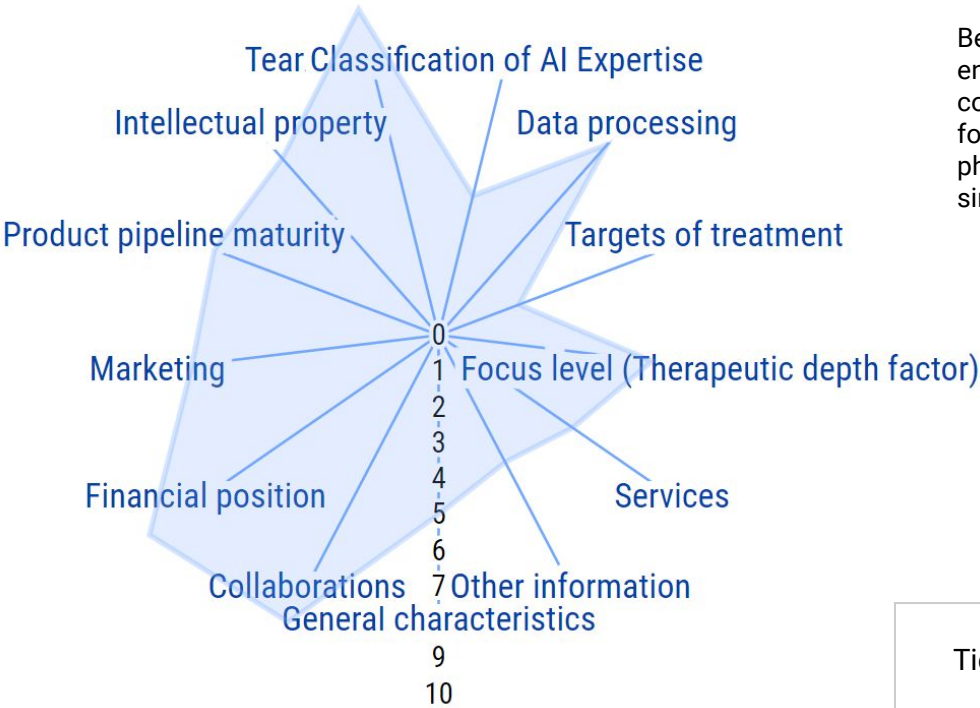 Tear Classification of AI Expertise
Intellectual property
Data processing
Product pipeline maturity
Targets of treatment
0
Marketing
1
Focus level (Therapeutic depth factor)
2
3
4
Financial position
5
Services
6
Collaborations
7
Other information
General characteristics
9
10